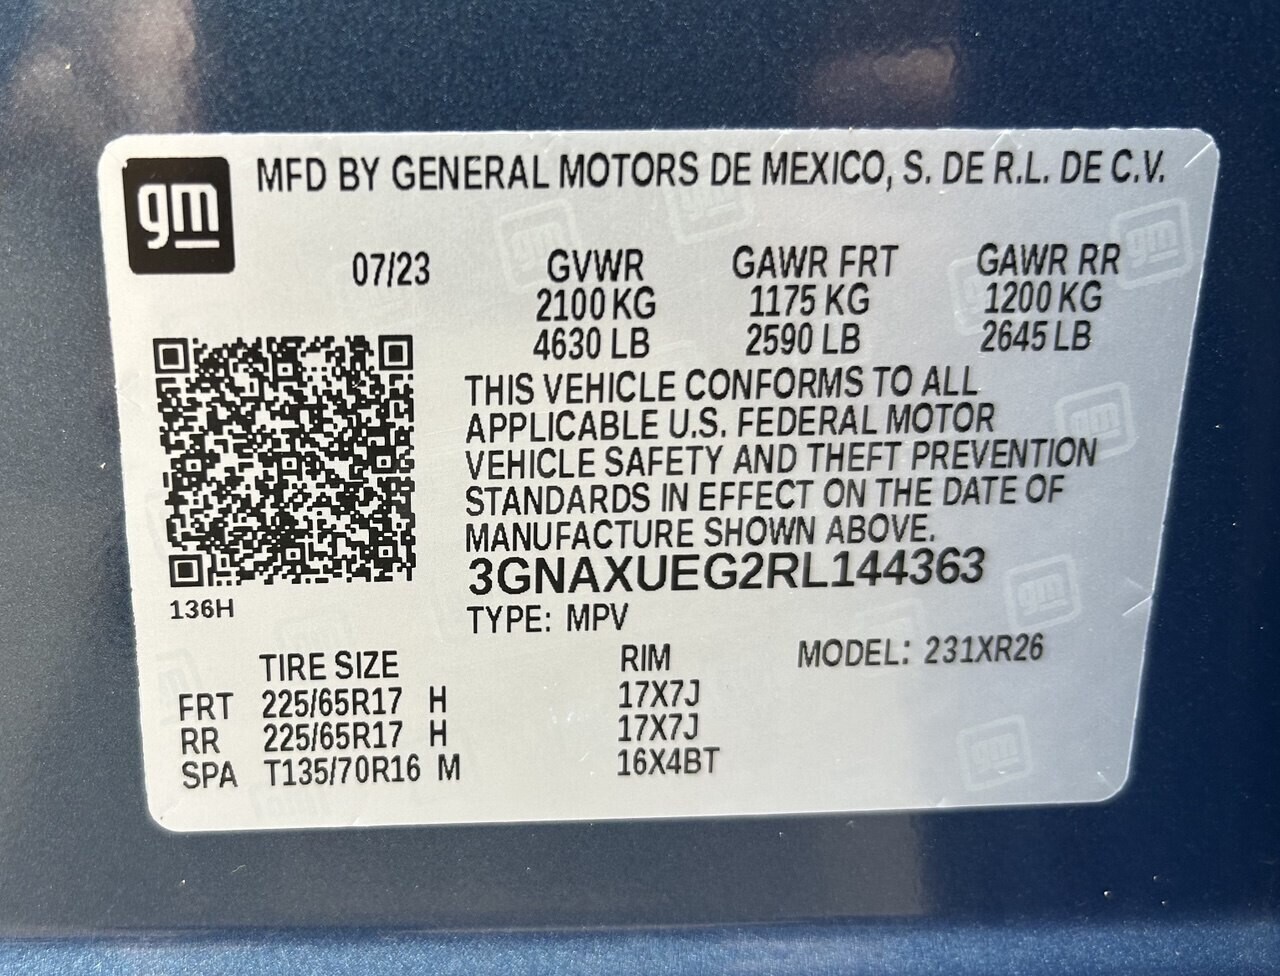 gm MFD BY GENERAL MOTORS DE MEXICO, S. DE R.L. DE C.V.
07/23 GVWR GAWR FRT GAWR RR
2100 KG 1175 KG 1200 KG
4630 LB 2590 LB 2645 LB
THIS VEHICLE CONFORMS TO ALL
APPLICABLE U.S. FEDERAL MOTOR
VEHICLE SAFETY AND THEFT PREVENTION
STANDARDS IN EFFECT ON THE DATE OF
MANUFACTURE SHOWN ABOVE.
3GNAXUEG2RL144363
136H
TYPE: MPV
TIRE SIZE RIM MODEL: 231XR26
FRT 225/65R17 H 17X7J
RR 225/65R17 H 17X7J
SPA T135/70R16 M 16X4BT